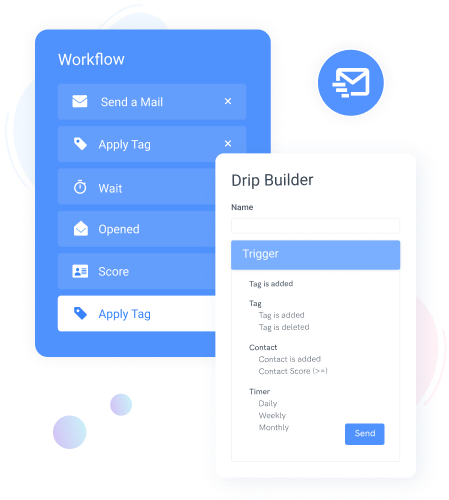 Workflow
Send a Mail
Apply Tag
Wait
Opened
Score
Apply Tag
Drip Builder
Name
Trigger
Tag is added
Tag
Tag is added
Tag is deleted
Contact
Contact is added
Contact Score (>=)
Timer
Daily
Weekly
Monthly
Send